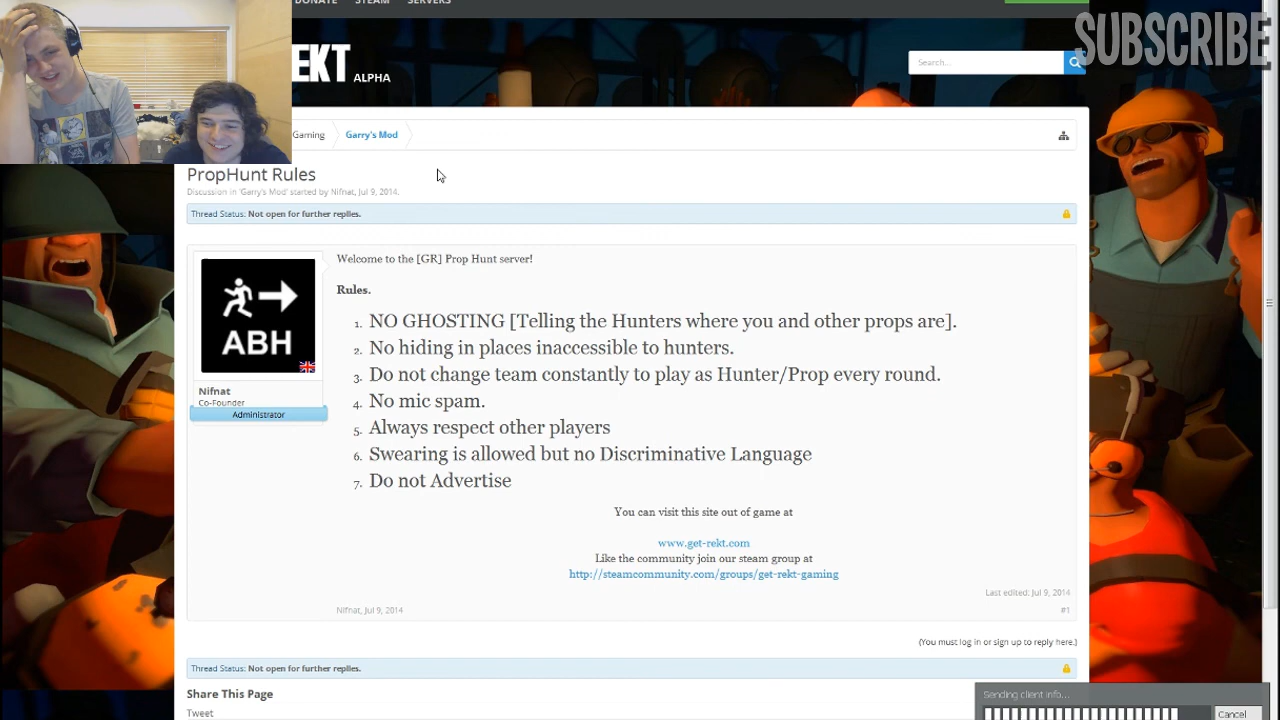 DONATE STEAM SERVERS
SUBSCRIBE
EKT ALPHA
Search...
Gaming Garry's Mod
PropHunt Rules
Discussion in 'Garry's Mod' started by Nifnat, Jul 9, 2014.
Thread Status: Not open for further replies.
Welcome to the [GR] Prop Hunt server!
Rules.
1. NO GHOSTING [Telling the Hunters where you and other props are].
2. No hiding in places inaccessible to hunters.
3. Do not change team constantly to play as Hunter/Prop every round.
4. No mic spam.
5. Always respect other players
6. Swearing is allowed but no Discriminative Language
7. Do not Advertise
ABH
Nifnat
Co-Founder
Administrator
You can visit this site out of game at
www.get-rekt.com
Like the community join our steam group at
http://steamcommunity.com/groups/get-rekt-gaming
Last edited: Jul 9, 2014
Nifnat, Jul 9, 2014
#1
(You must log in or sign up to reply here.)
Thread Status: Not open for further replies.
Share This Page
Tweet
Sending client info...
Cancel